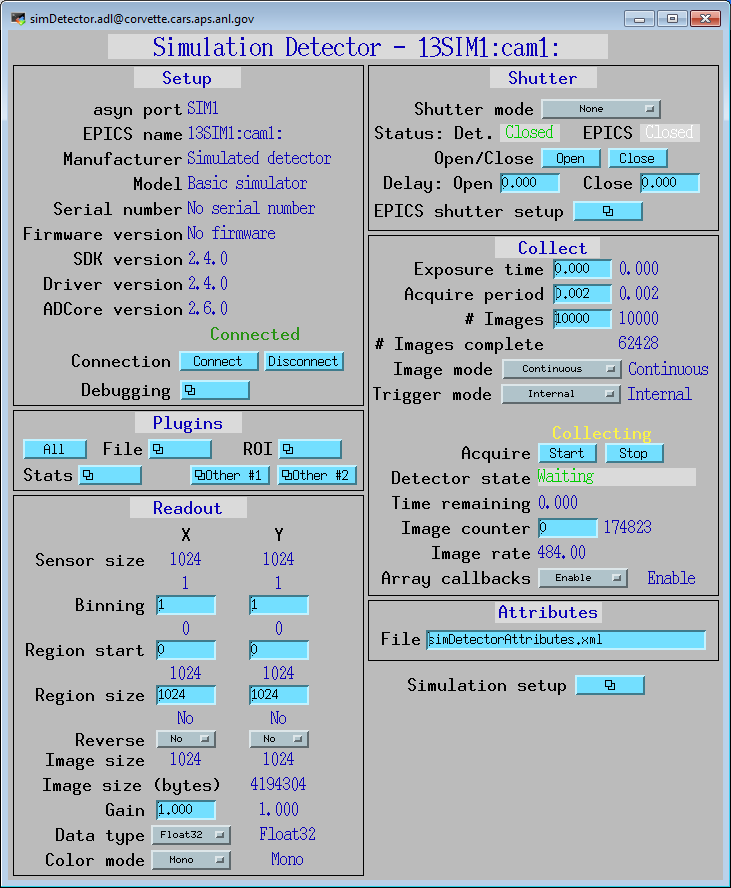 simDetector.adl@corvette.cars.aps.anl.gov
Simulation Detector - 13SIM1:cam1:
Setup
asyn port SIM1
EPICS name 13SIM1:cam1:
Manufacturer Simulated detector
Model Basic simulator
Serial number No serial number
Firmware version No firmware
SDK version 2.4.0
Driver version 2.4.0
ADCore version 2.6.0
Connected
Connection Connect Disconnect
Debugging
Plugins
All File ROI
Stats Other #1 Other #2
Readout
X Y
Sensor size 1024 1024
1 1
Binning 1 1
0 0
Region start 0 0
1024 1024
Region size 1024 1024
No No
Reverse No No
Image size 1024 1024
Image size (bytes) 4194304
Gain 1.000 1.000
Data type Float32 Float32
Color mode Mono Mono
Shutter
Shutter mode None
Status: Det. Closed EPICS Closed
Open/Close Open Close
Delay: Open 0.000 Close 0.000
EPICS shutter setup
Collect
Exposure time 0.000 0.000
Acquire period 0.002 0.002
# Images 10000 10000
# Images complete 62428
Image mode Continuous Continuous
Trigger mode Internal Internal
Collecting
Acquire Start Stop
Detector state Waiting
Time remaining 0.000
Image counter 0 174823
Image rate 484.00
Array callbacks Enable Enable
Attributes
File simDetectorAttributes.xml
Simulation setup